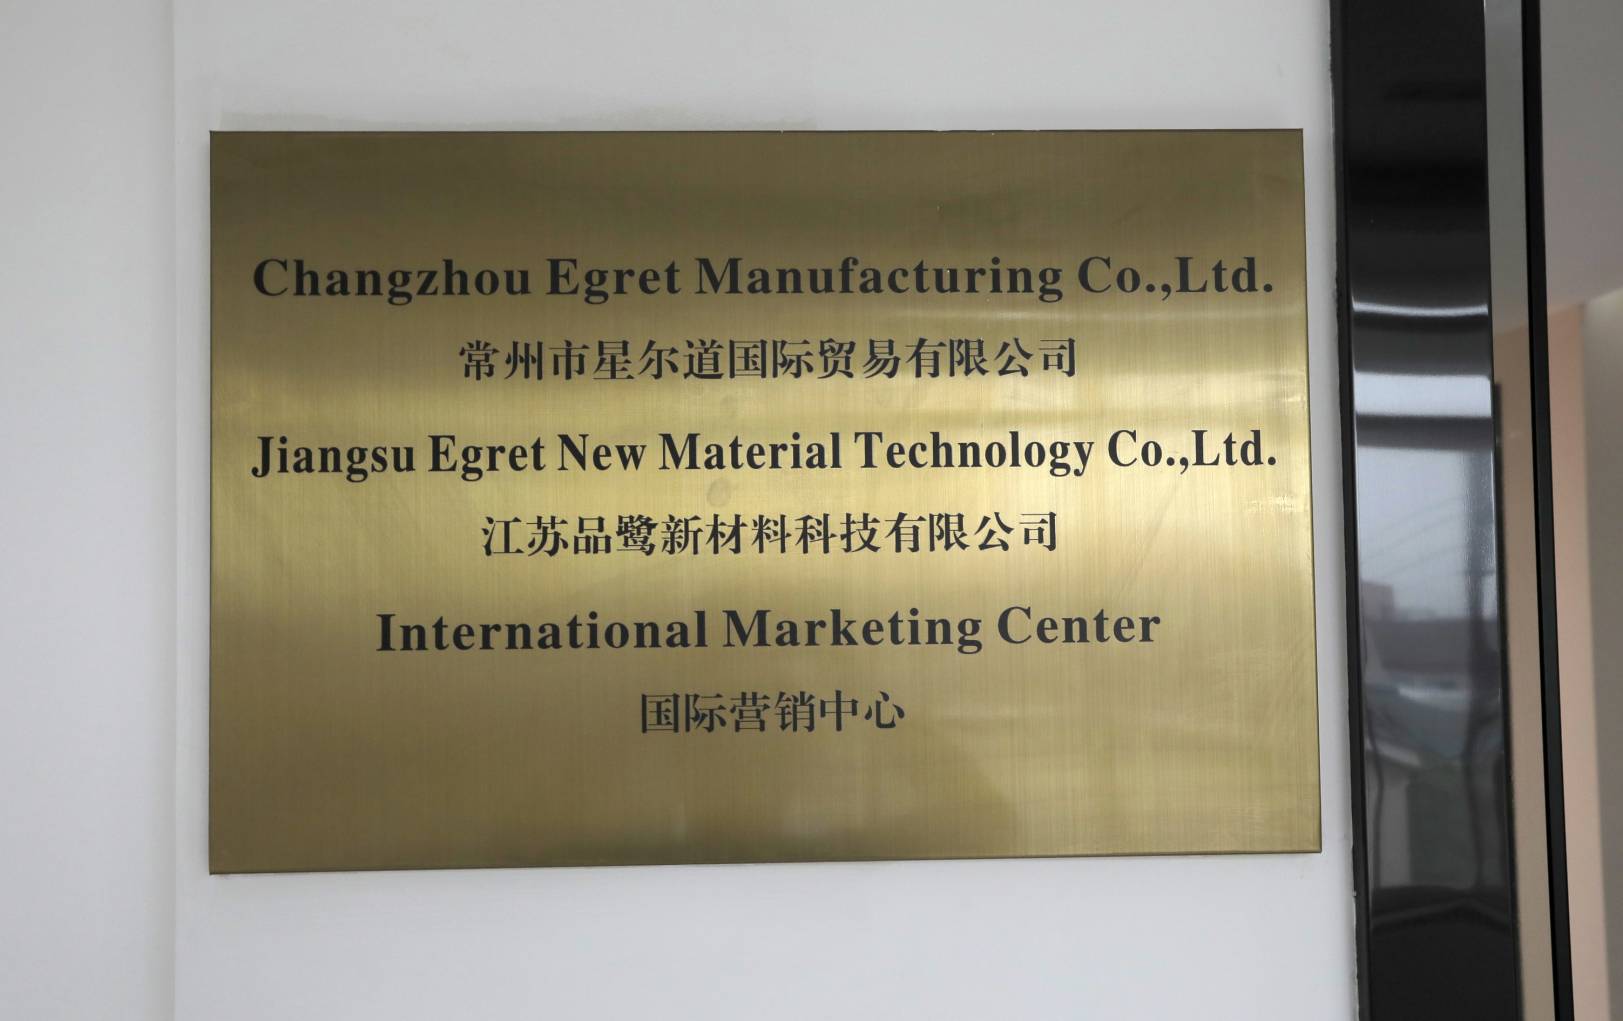 Changzhou Egret Manufacturing Co.,Ltd.
常州市星尔道国际贸易有限公司
Jiangsu Egret New Material Technology Co.,Ltd.
江苏品鹭新材料科技有限公司
International Marketing Center
国际营销中心